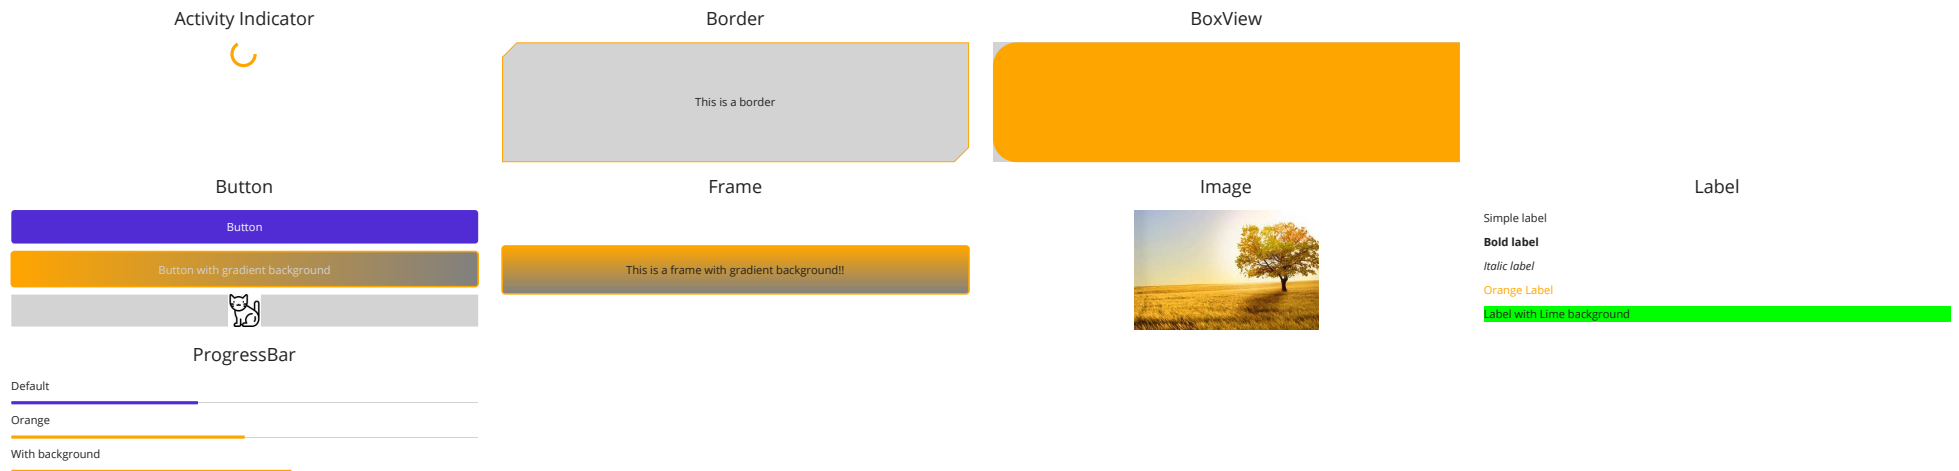 Activity Indicator
Border
BoxView
This is a border
Button
Frame
Image
Label
Button
Button with gradient background
This is a frame with gradient background!!
Simple label
Bold label
Italic label
Orange Label
Label with Lime background
ProgressBar
Default
Orange
With background